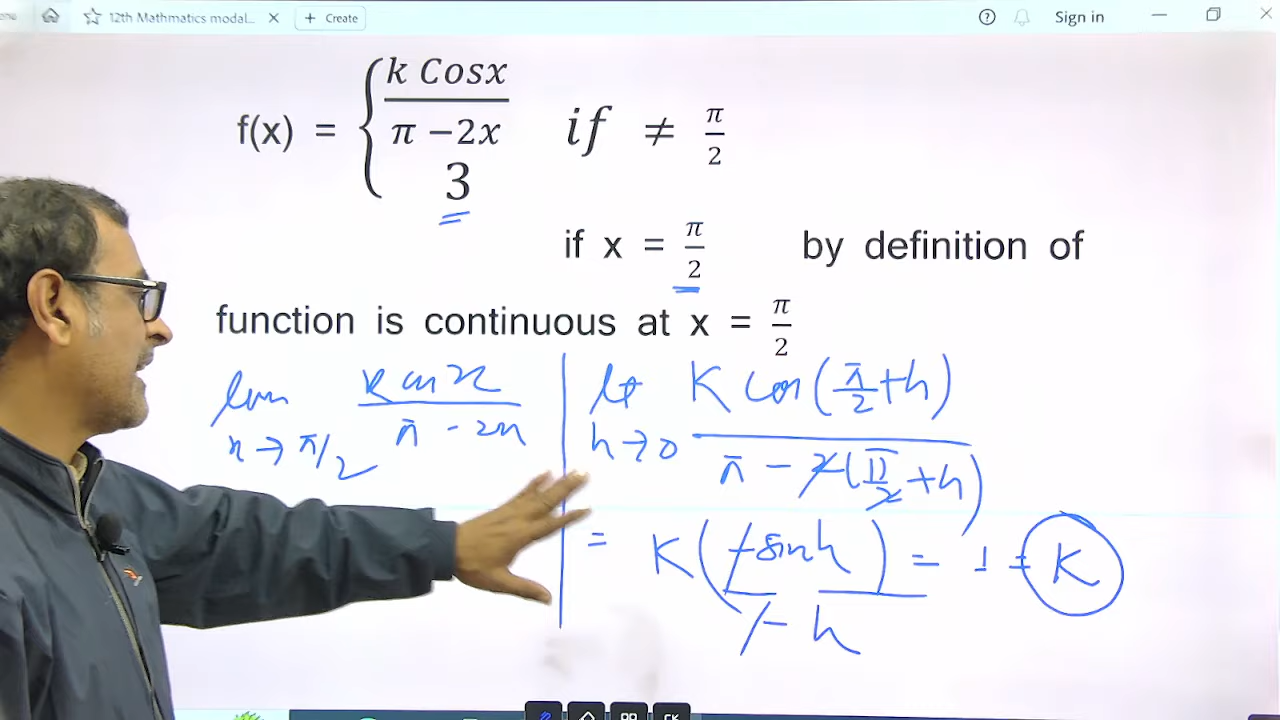 12th Mathmatics modal... × + Create Sign in
f(x) = { k Cosx / π −2x if ≠ π/2
3
if x = π/2 by definition of
function is continuous at x = π/2
lim x→π/2 k cos x / π - 2x
lt h→0 K cos(π/2+h) / π - 2(π/2+h)
= K(-sinh / -h) = 1 = K